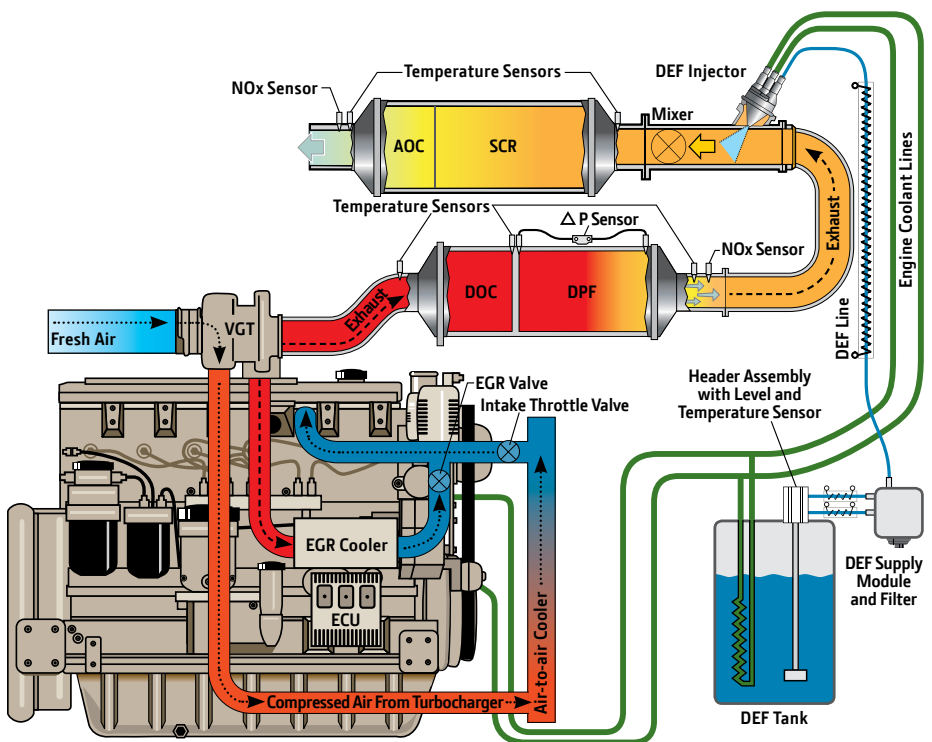 Temperature Sensors
DEF Injector
NOx Sensor
Mixer
AOC
SCR
Temperature Sensors
△ P Sensor
NOx Sensor
DOC
DPF
Exhaust
Exhaust
DEF Line
Engine Coolant Lines
Fresh Air
VGT
EGR Valve
Intake Throttle Valve
Header Assembly
with Level and
Temperature Sensor
EGR Cooler
ECU
Air-to-air Cooler
Compressed Air From Turbocharger
DEF Supply
Module
and Filter
DEF Tank